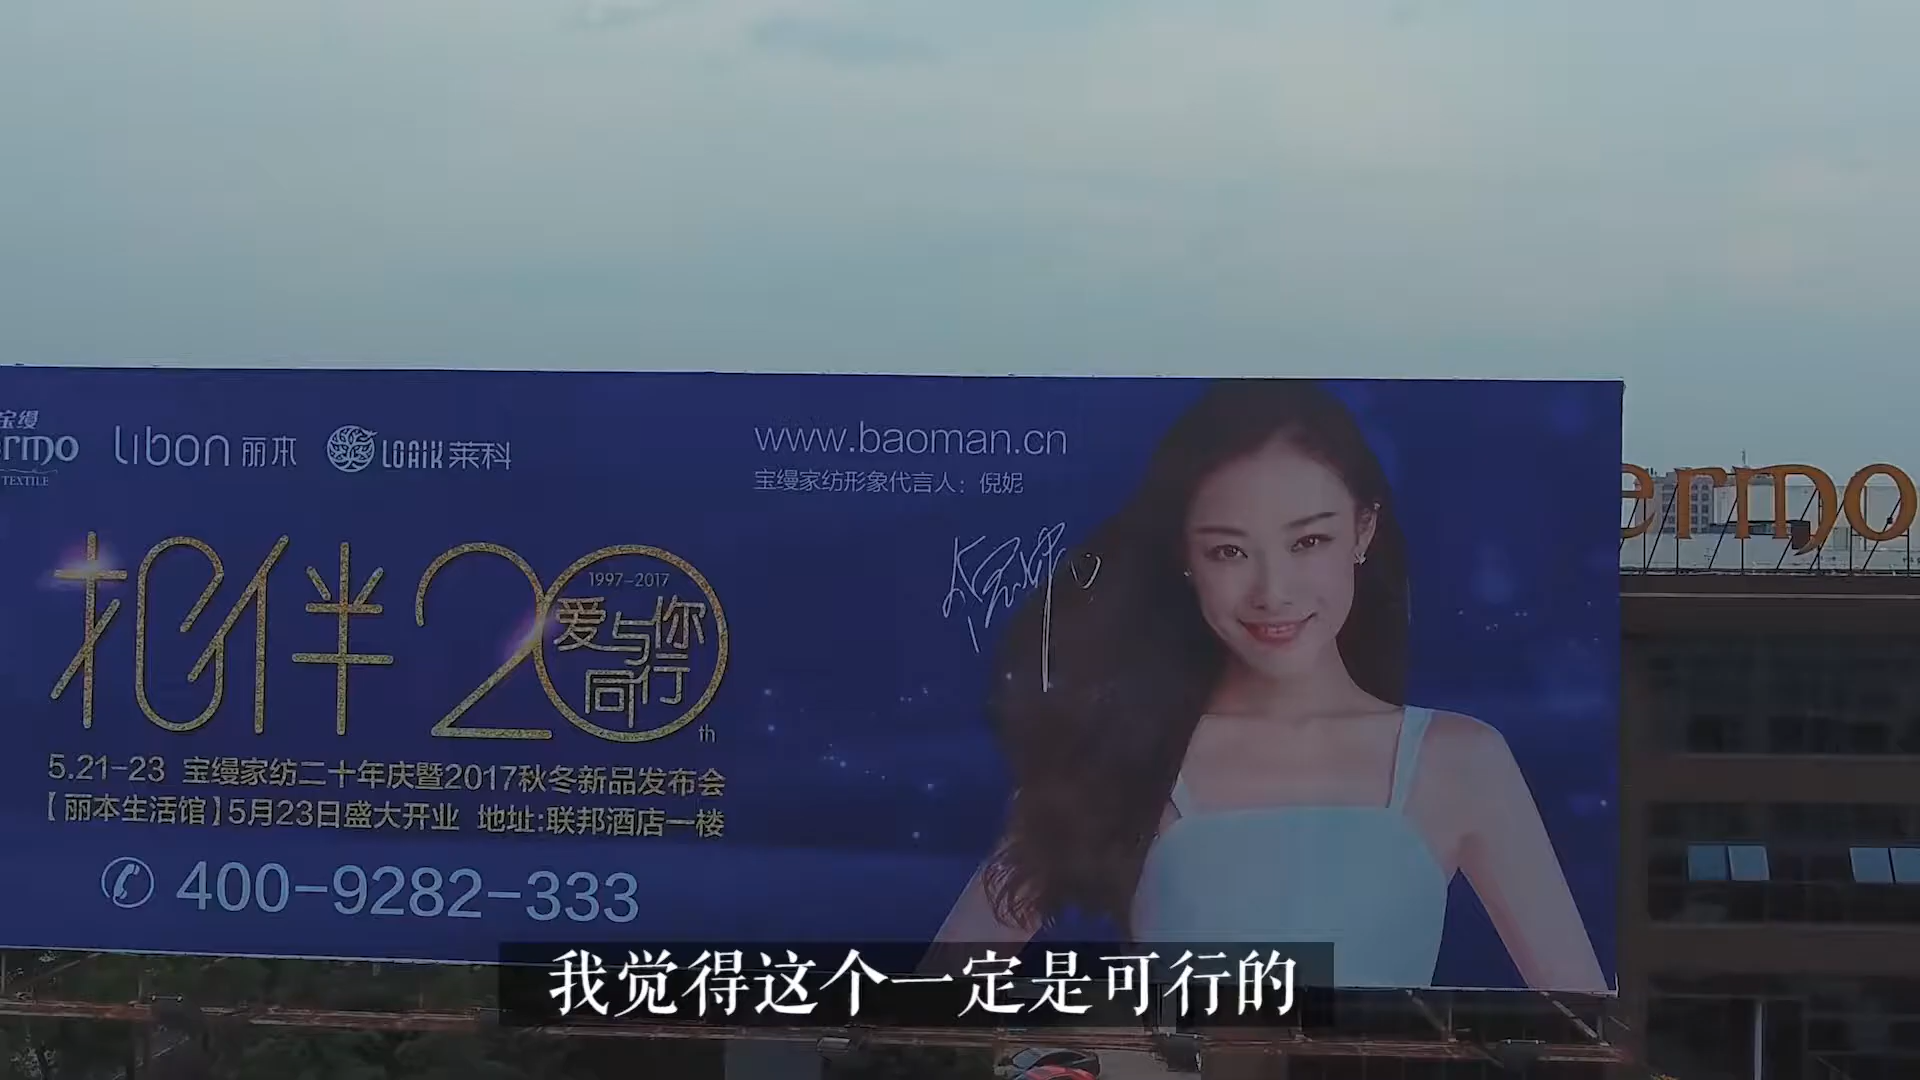 宝缦
ermo
TEXTILE
Libon 丽本
LOAIK 莱科
www.baoman.cn
宝缦家纺形象代言人：倪妮
相伴20th
1997-2017
爱与你
同行
5.21-23 宝缦家纺二十年庆暨2017秋冬新品发布会
【丽本生活馆】5月23日盛大开业 地址:联邦酒店一楼
400-9282-333
ermo
我觉得这个一定是可行的